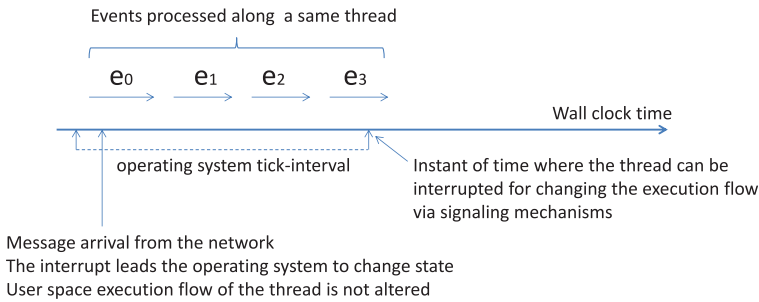 Events processed along a same thread
e0 e1 e2 e3
Wall clock time
operating system tick-interval
Instant of time where the thread can be
interrupted for changing the execution flow
via signaling mechanisms
Message arrival from the network
The interrupt leads the operating system to change state
User space execution flow of the thread is not altered